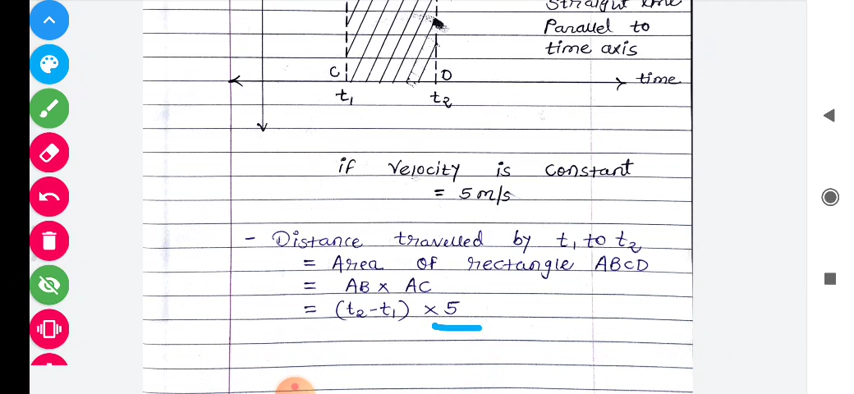 Straight line
Parallel to
time axis
C
D
time
t₁
t₂
if velocity is constant
= 5 m/s
- Distance travelled by t₁ to t₂
= Area of rectangle ABCD
= AB × AC
= (t₂-t₁) × 5